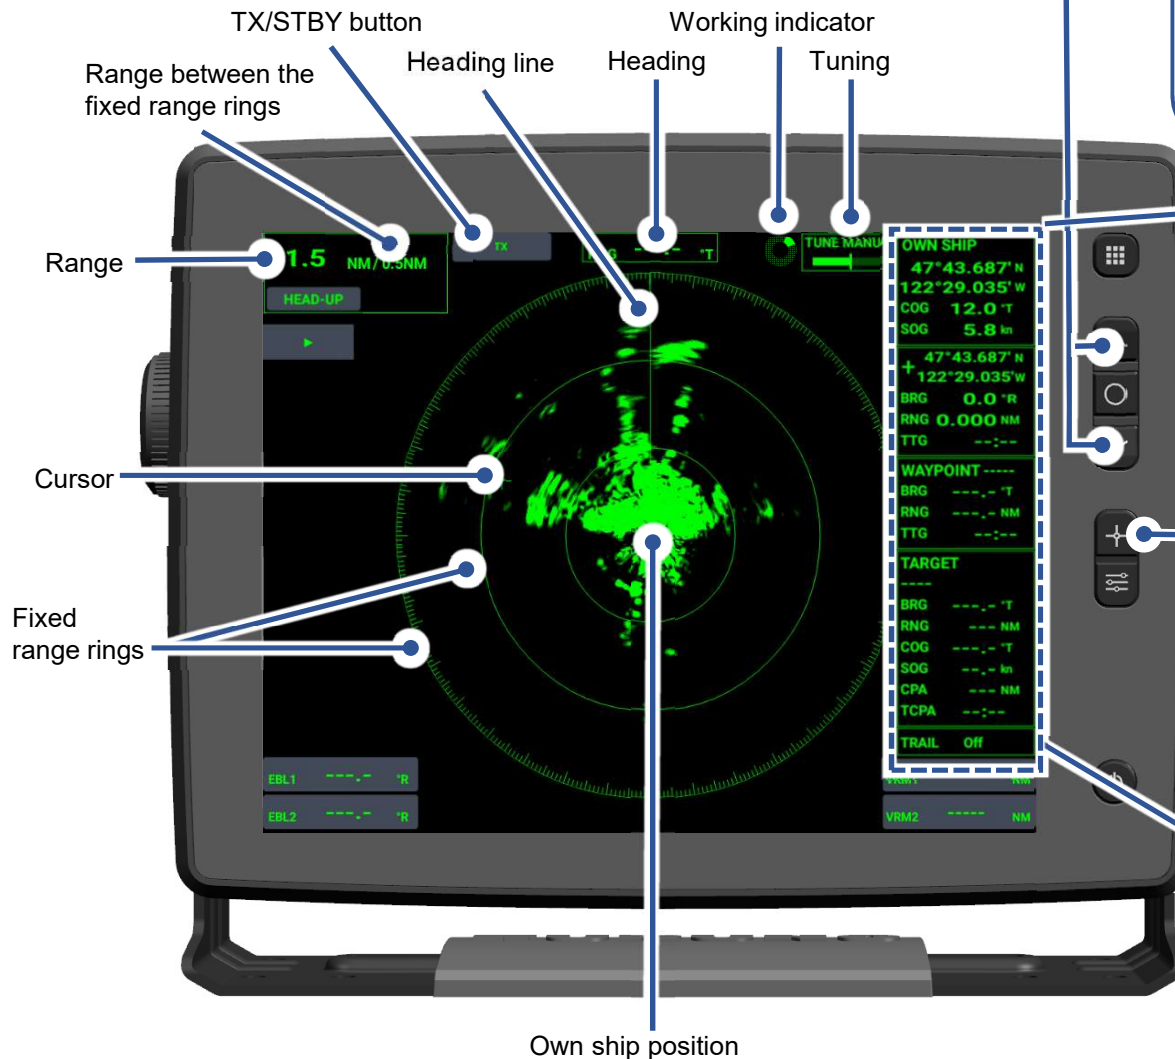 TX/STBY button
Working indicator
Range between the
fixed range rings
Heading line
Heading
Tuning
Range
1.5 NM / 0.5NM
HEAD-UP
TX
°T
TUNE
OWN SHIP
47°43.687' N
122°29.035' W
COG 12.0 °T
SOG 5.8 kn
+ 47°43.687' N
122°29.035' W
BRG 0.0 °R
RNG 0.000 NM
TTG --:--
WAYPOINT -----
BRG ---.- °T
RNG ---.- NM
TTG --:--
TARGET
----
BRG ---.- °T
RNG --- NM
COG ---.- °T
SOG --.- kn
CPA --- NM
TCPA --:--
TRAIL Off
Cursor
Fixed
range rings
EBL1 ---.- °R
EBL2 ---.- °R
VRM1 NM
VRM2 ----- NM
Own ship position